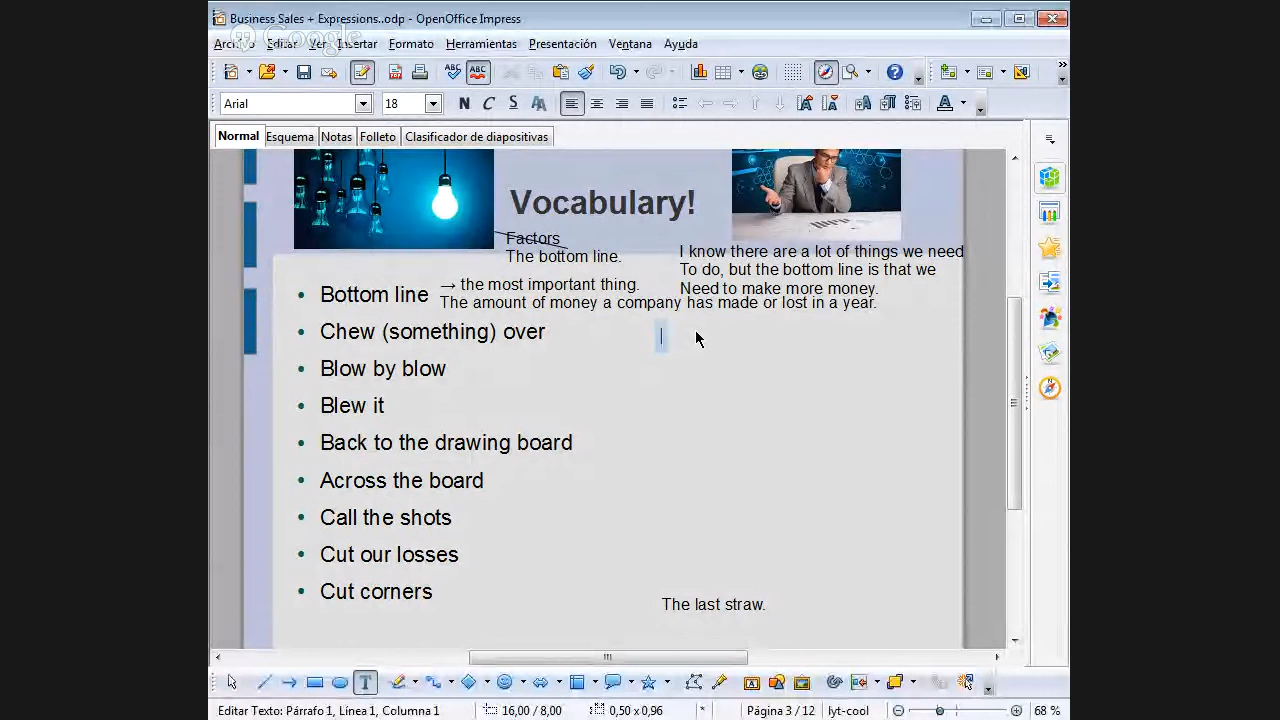 Business Sales + Expressions..odp - OpenOffice Impress
Google
Archivo Editar Ver Insertar Formato Herramientas Presentación Ventana Ayuda
Arial 18 N C S
Normal Esquema Notas Folleto Clasificador de diapositivas
Vocabulary!
Factors
The bottom line.
I know there are a lot of things we need
To do, but the bottom line is that we
Need to make more money.
• Bottom line → the most important thing.
The amount of money a company has made or lost in a year.
• Chew (something) over
• Blow by blow
• Blew it
• Back to the drawing board
• Across the board
• Call the shots
• Cut our losses
• Cut corners
The last straw.
Editar Texto: Párrafo 1, Línea 1, Columna 1 16,00 / 8,00 0,50 x 0,96 * Página 3 / 12 lyt-cool 68 %